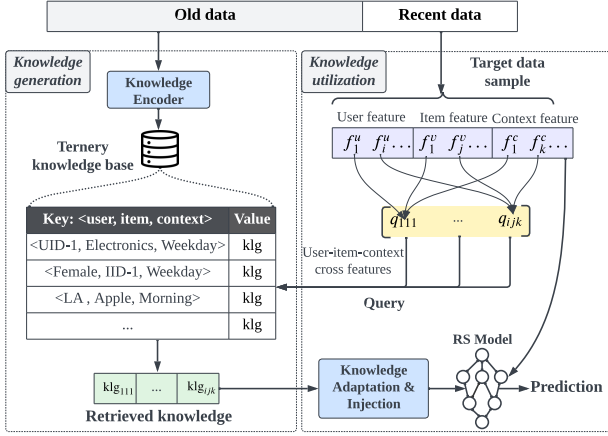 Old data
Recent data
Knowledge
generation
Knowledge
Encoder
Ternary
knowledge base
Key: <user, item, context> Value
<UID-1, Electronics, Weekday> klg
<Female, IID-1, Weekday> klg
<LA , Apple, Morning> klg
... klg
klg₁₁₁ ... klgᵢⱼₖ
Retrieved knowledge
Knowledge
utilization
Target data
sample
User feature Item feature Context feature
f₁ᵘ fᵢᵘ ... f₁ᵛ fⱼᵛ ... f₁ᶜ fₖᶜ ...
q₁₁₁ ... qᵢⱼₖ
User-item-context
cross features
Query
Knowledge
Adaptation &
Injection
RS Model
Prediction